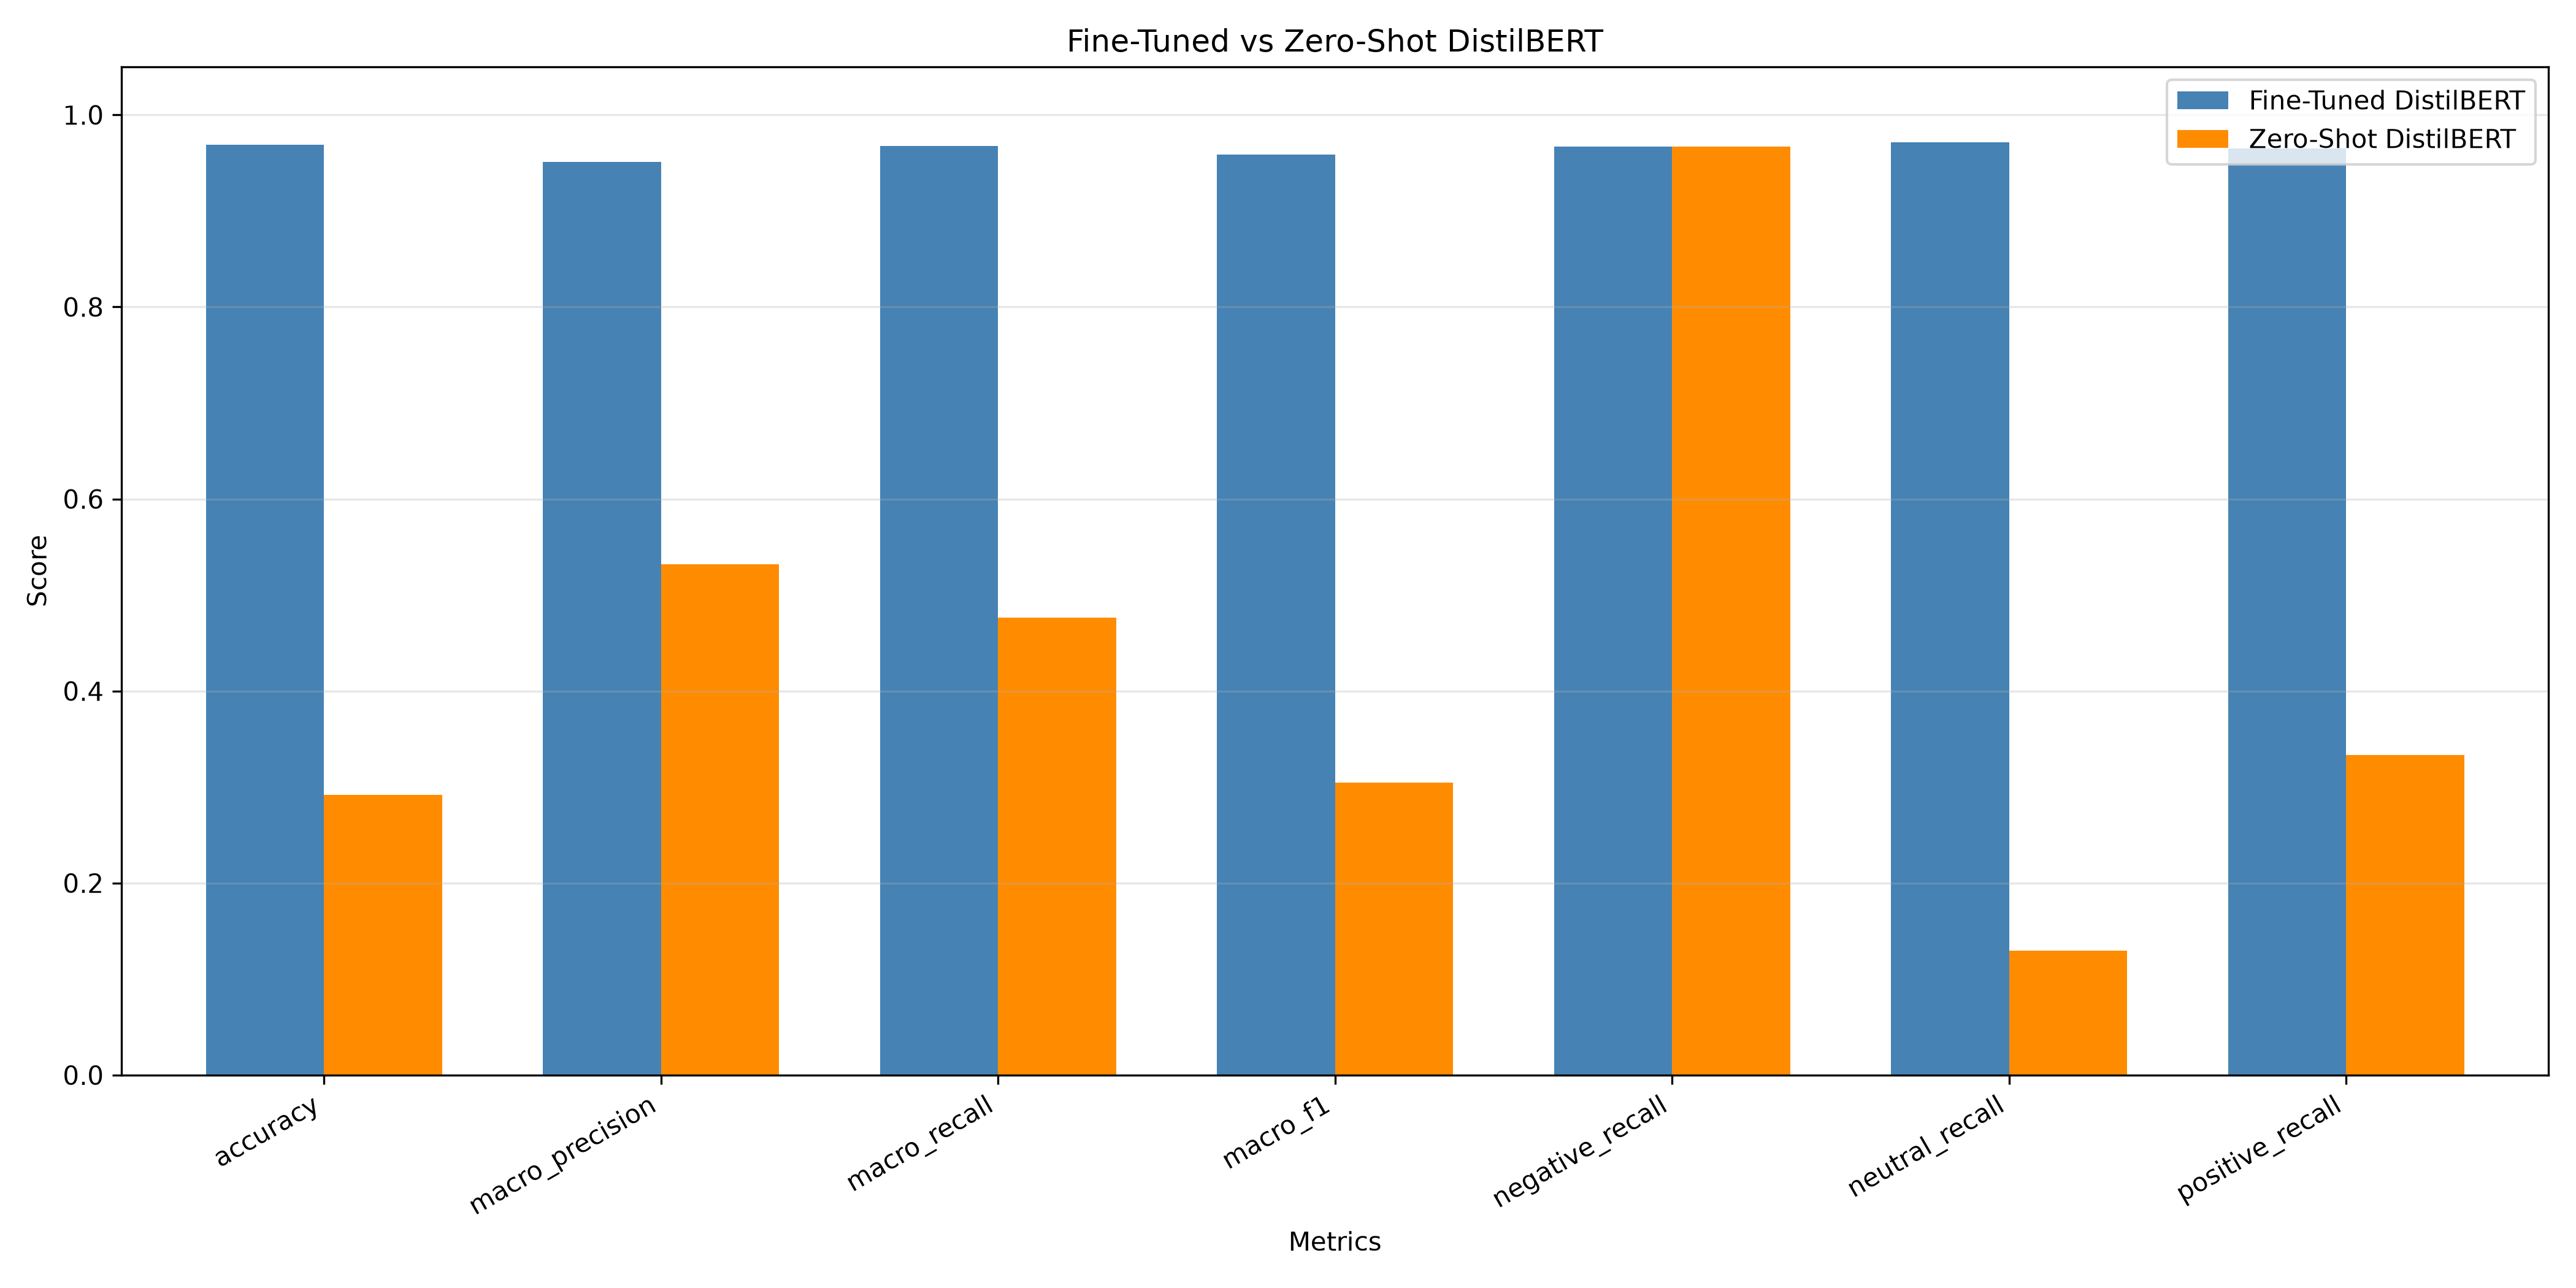 Fine-Tuned vs Zero-Shot DistilBERT
Fine-Tuned DistilBERT
Zero-Shot DistilBERT
1.0
0.8
0.6
0.4
0.2
0.0
Score
accuracy
macro_precision
macro_recall
macro_f1
negative_recall
neutral_recall
positive_recall
Metrics